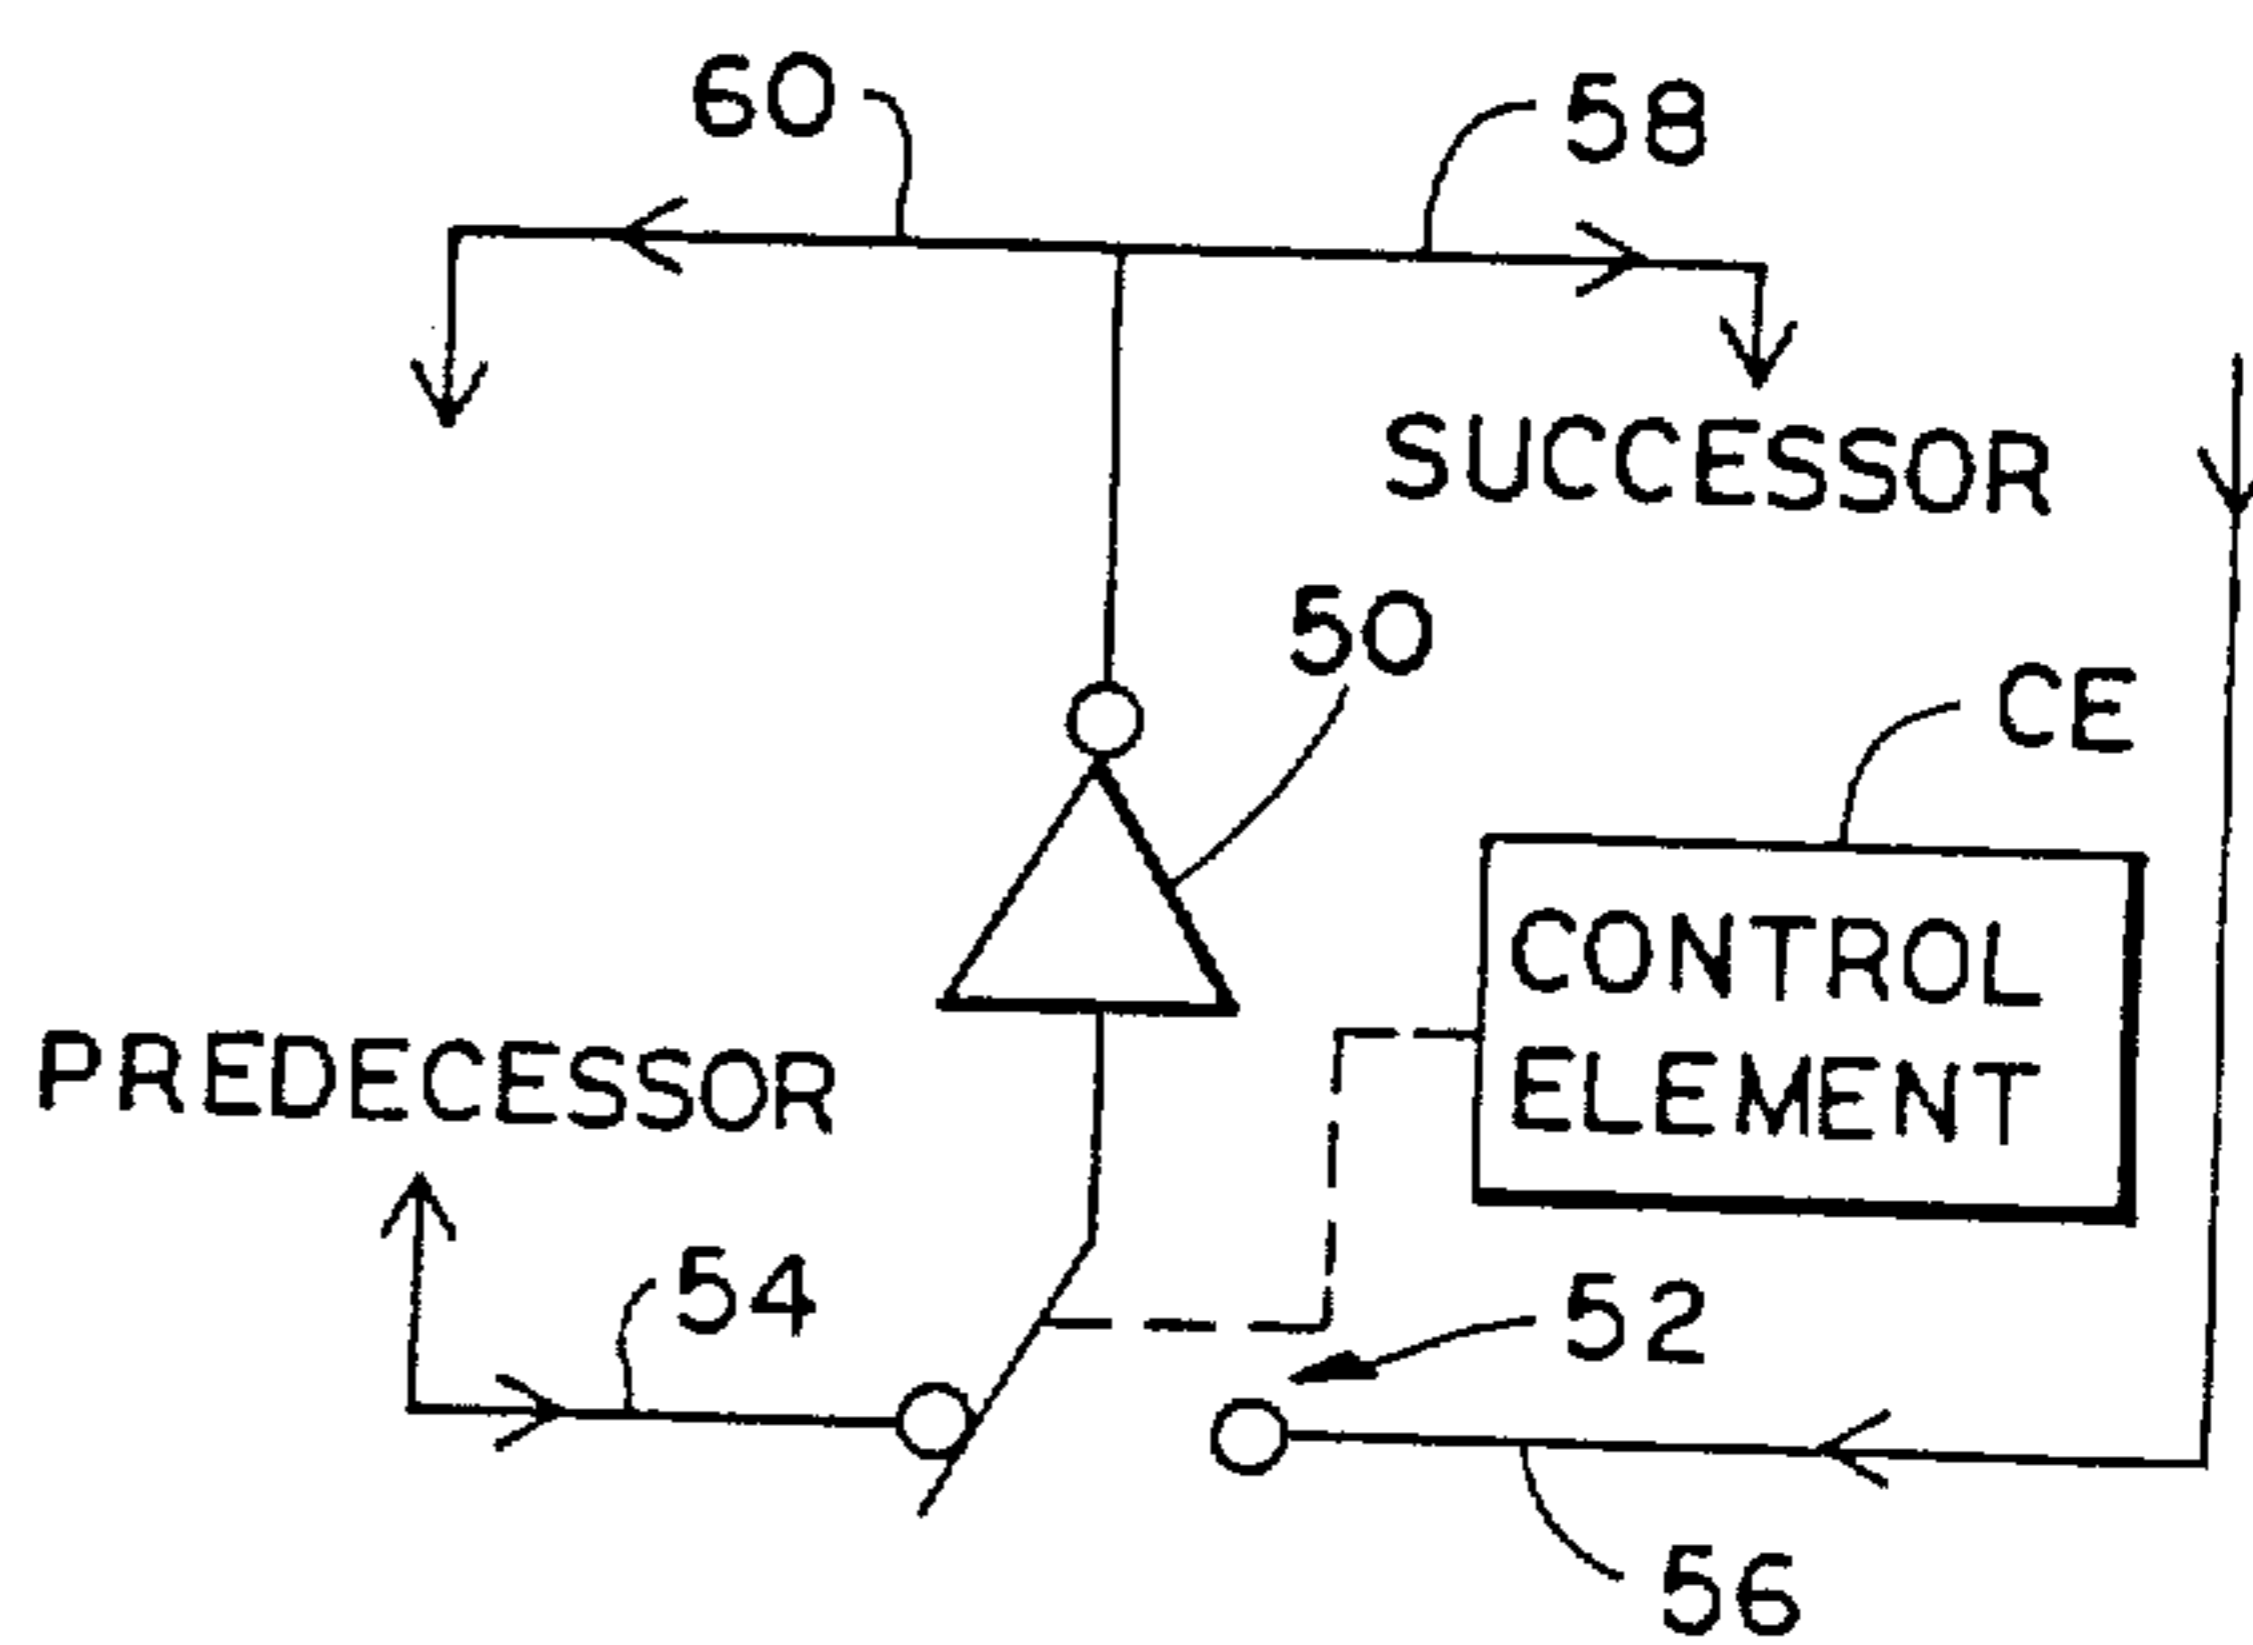 60
58
SUCCESSOR
50
CE
CONTROL
ELEMENT
PREDECESSOR
54
52
56